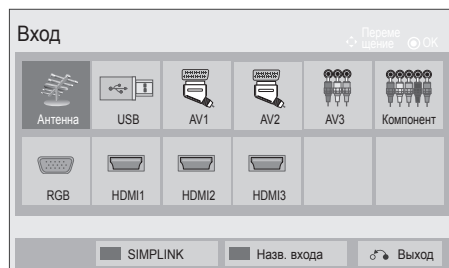 Вход
Переме
щение
OK
Антенна USB AV1 AV2 AV3 Компонент
RGB HDMI1 HDMI2 HDMI3
SIMPLINK Назв. входа Выход